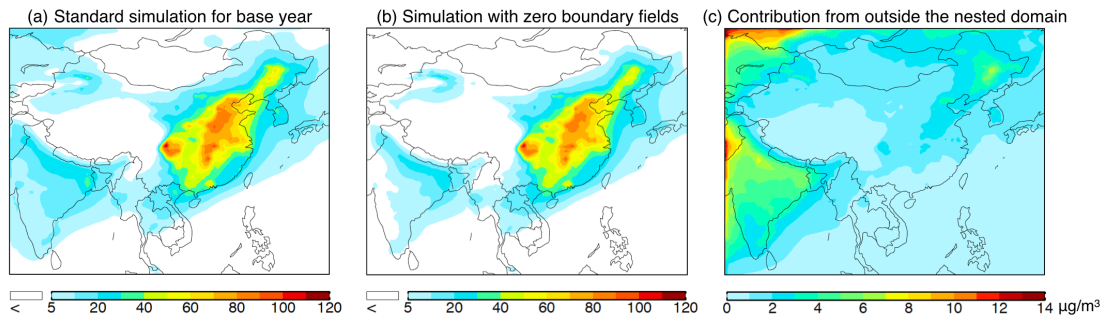 (a) Standard simulation for base year
(b) Simulation with zero boundary fields
(c) Contribution from outside the nested domain
< 5 20 40 60 80 100 120
< 5 20 40 60 80 100 120
0 2 4 6 8 10 12 14 μg/m³